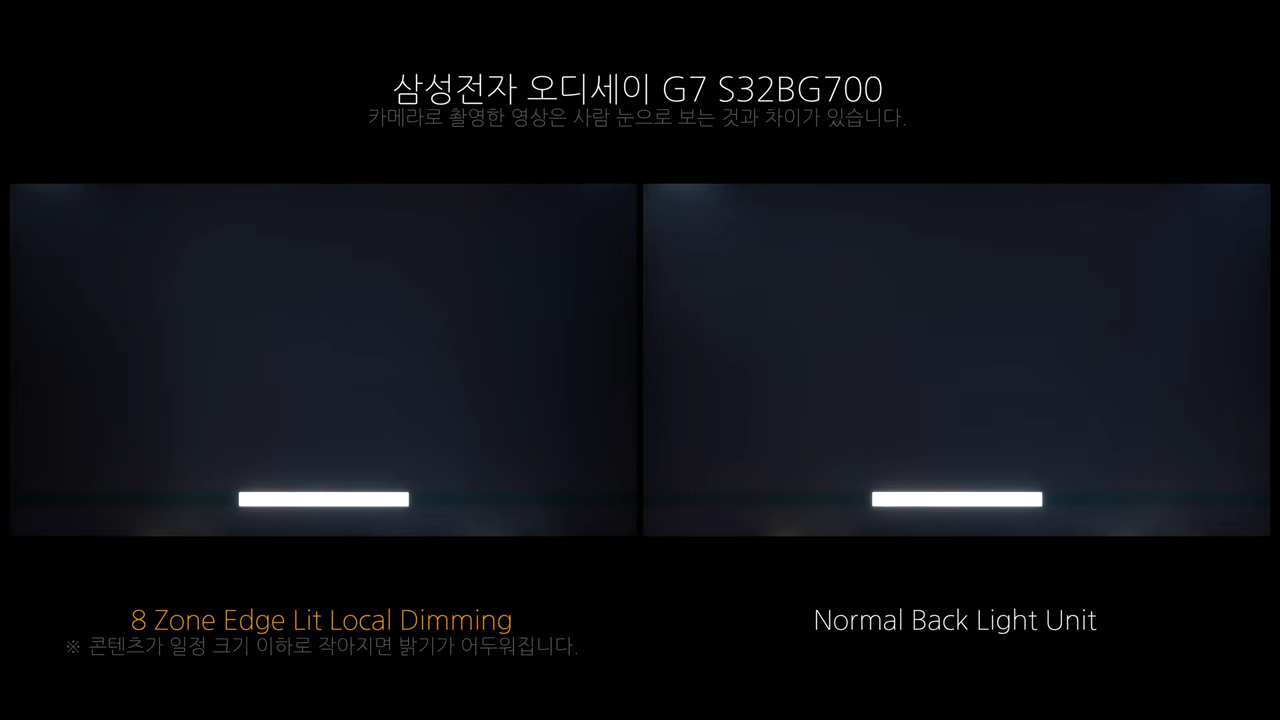 삼성전자 오디세이 G7 S32BG700
카메라로 촬영한 영상은 사람 눈으로 보는 것과 차이가 있습니다.
8 Zone Edge Lit Local Dimming
Normal Back Light Unit
※ 콘텐츠가 일정 크기 이하로 작아지면 밝기가 어두워집니다.